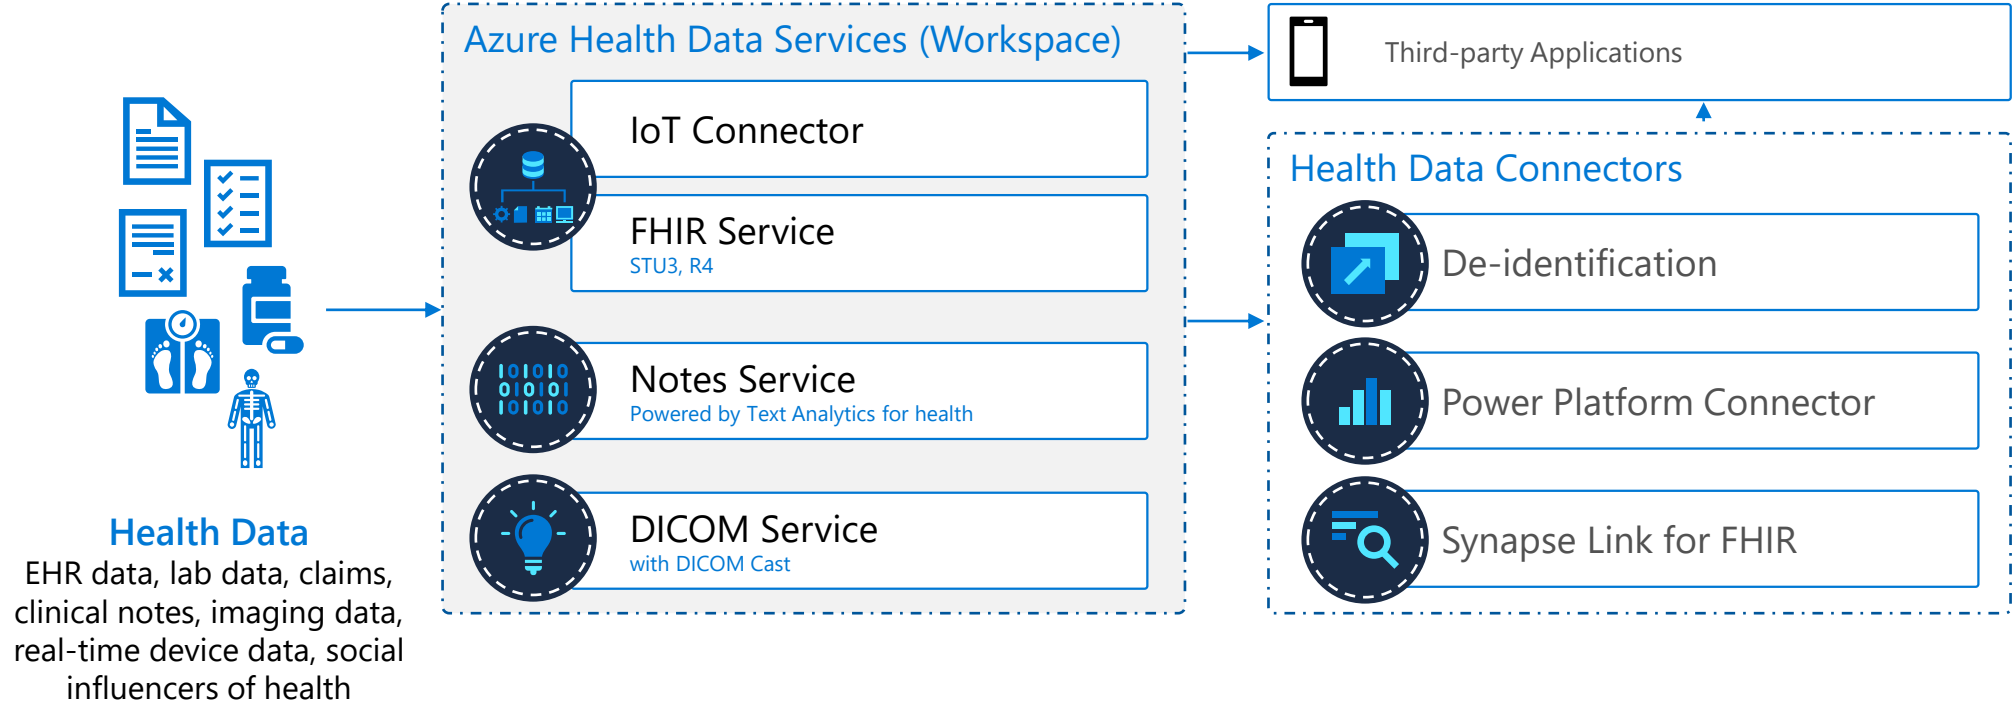 Health Data
EHR data, lab data, claims,
clinical notes, imaging data,
real-time device data, social
influencers of health
Azure Health Data Services (Workspace)
IoT Connector
FHIR Service
STU3, R4
IOIOIO
OIOIOI
IOIOIO
Notes Service
Powered by Text Analytics for health
DICOM Service
with DICOM Cast
Third-party Applications
Health Data Connectors
De-identification
Power Platform Connector
Synapse Link for FHIR